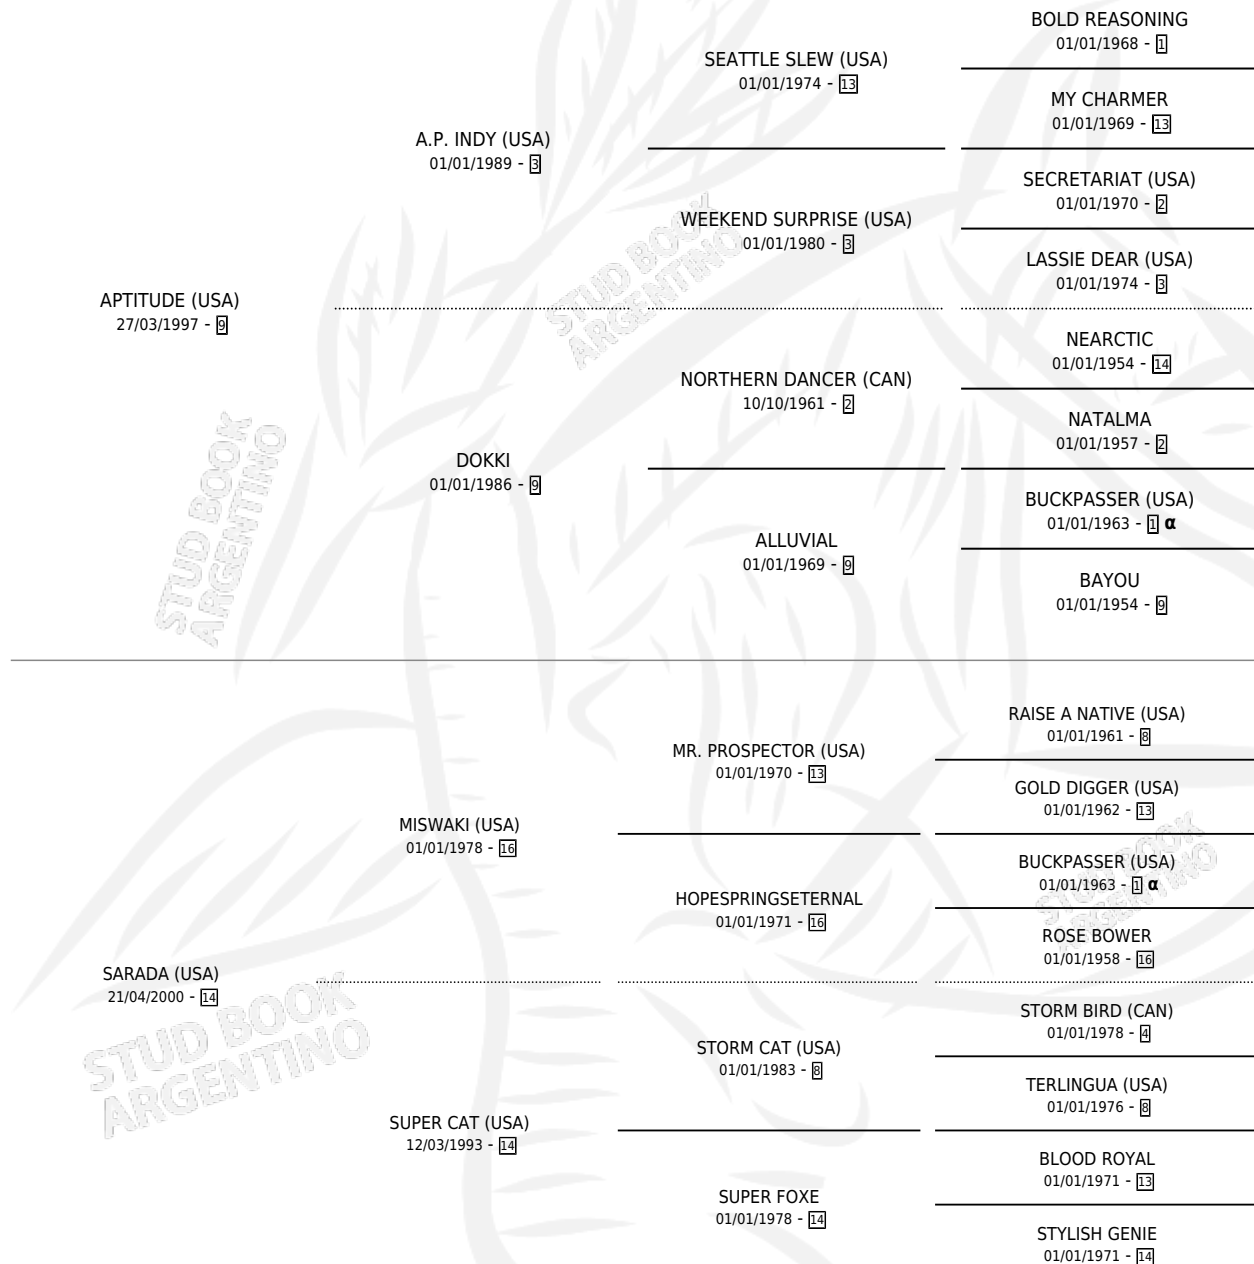 BOLD REASONING
01/01/1968 - 1
SEATTLE SLEW (USA)
01/01/1974 - 13
MY CHARMER
01/01/1969 - 13
A.P. INDY (USA)
01/01/1989 - 3
SECRETARIAT (USA)
01/01/1970 - 2
WEEKEND SURPRISE (USA)
01/01/1980 - 3
LASSIE DEAR (USA)
01/01/1974 - 3
APTITUDE (USA)
27/03/1997 - 9
NEARCTIC
01/01/1954 - 14
NORTHERN DANCER (CAN)
10/10/1961 - 2
NATALMA
01/01/1957 - 2
DOKKI
01/01/1986 - 9
BUCKPASSER (USA)
01/01/1963 - 1 α
ALLUVIAL
01/01/1969 - 9
BAYOU
01/01/1954 - 9
RAISE A NATIVE (USA)
01/01/1961 - 8
MR. PROSPECTOR (USA)
01/01/1970 - 13
GOLD DIGGER (USA)
01/01/1962 - 13
MISWAKI (USA)
01/01/1978 - 16
BUCKPASSER (USA)
01/01/1963 - 1 α
HOPESPRINGSETERNAL
01/01/1971 - 16
ROSE BOWER
01/01/1958 - 16
SARADA (USA)
21/04/2000 - 14
STORM BIRD (CAN)
01/01/1978 - 4
STORM CAT (USA)
01/01/1983 - 8
TERLINGUA (USA)
01/01/1976 - 8
SUPER CAT (USA)
12/03/1993 - 14
BLOOD ROYAL
01/01/1971 - 13
SUPER FOXE
01/01/1978 - 14
STYLISH GENIE
01/01/1971 - 14
STUD BOOK
ARGENTINO
STUD BOOK
ARGENTINO
STUD BOOK
ARGENTINO
STUD BOOK
ARGENTINO